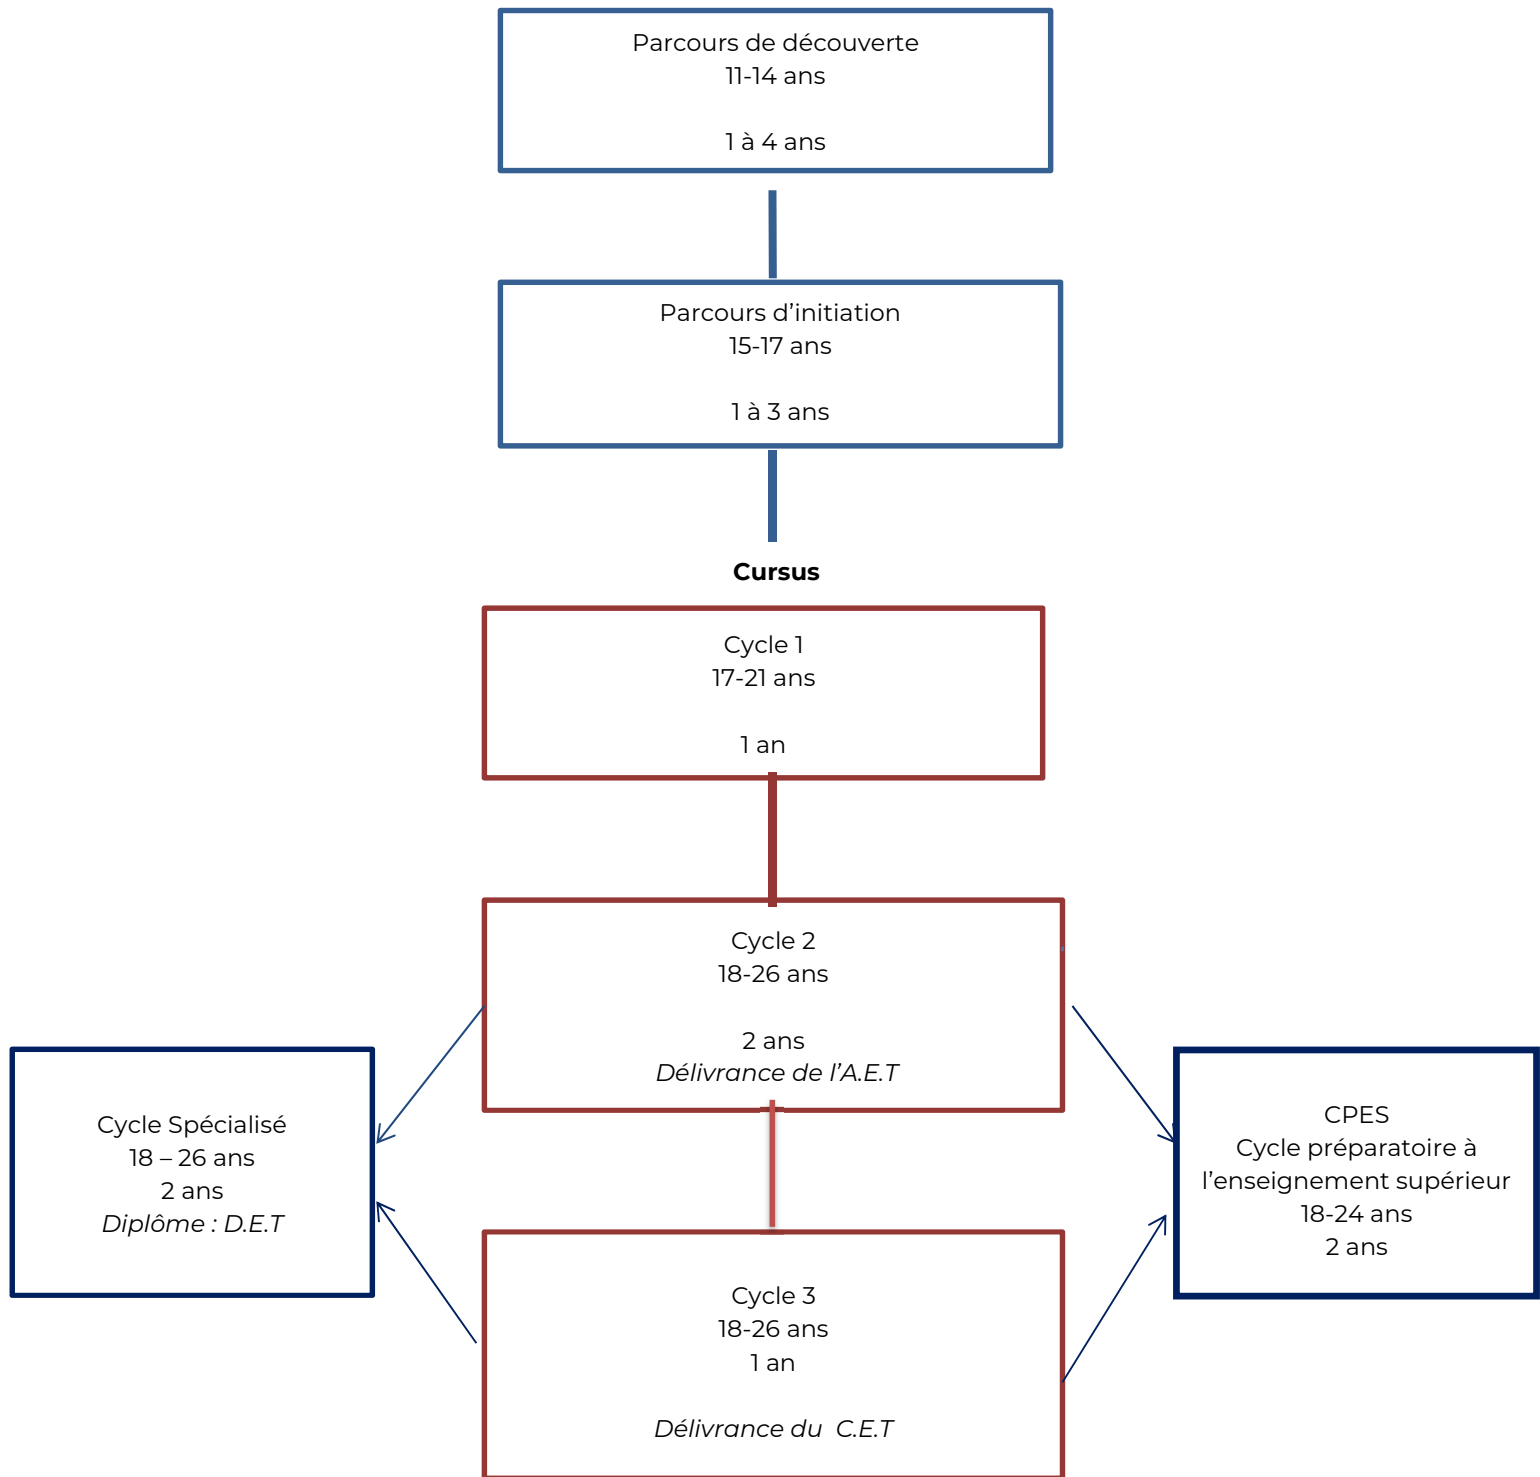 Parcours de découverte
11-14 ans
1 à 4 ans
Parcours d’initiation
15-17 ans
1 à 3 ans
Cursus
Cycle 1
17-21 ans
1 an
Cycle 2
18-26 ans
2 ans
Délivrance de l’A.E.T
Cycle Spécialisé
18 – 26 ans
2 ans
Diplôme : D.E.T
CPES
Cycle préparatoire à
l’enseignement supérieur
18-24 ans
2 ans
Cycle 3
18-26 ans
1 an
Délivrance du  C.E.T